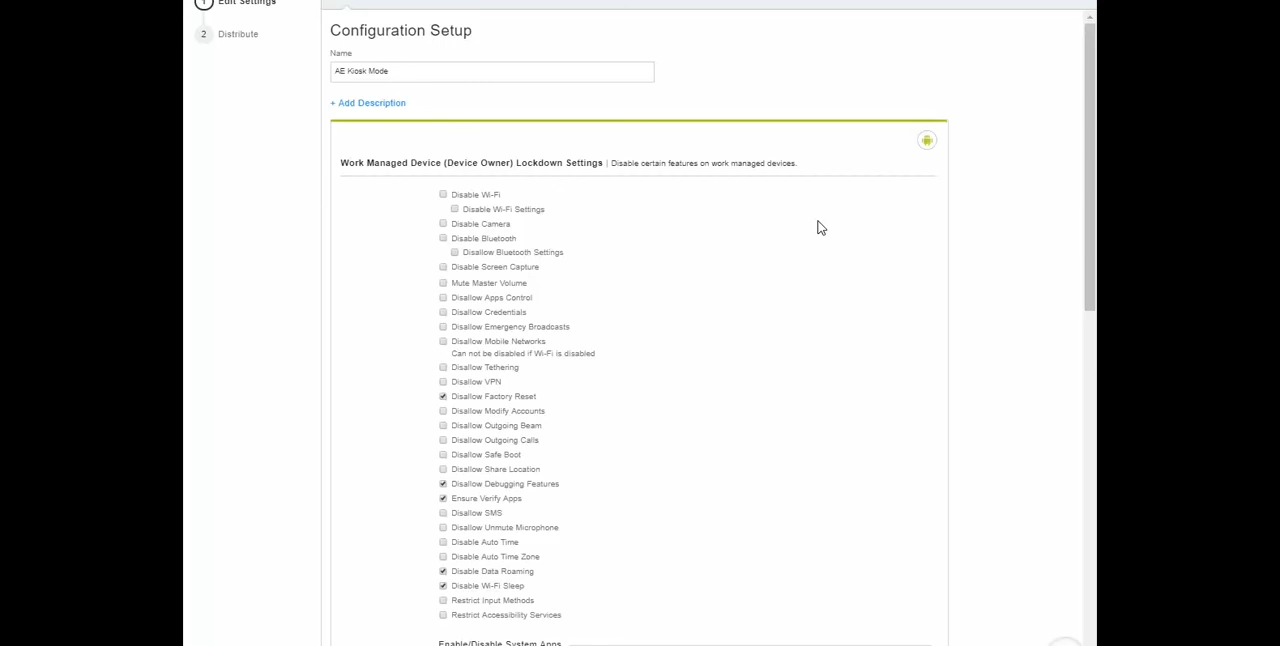 1 Edit Settings
2 Distribute
Configuration Setup
Name
AE Kiosk Mode
+ Add Description
Work Managed Device (Device Owner) Lockdown Settings | Disable certain features on work managed devices.
Disable Wi-Fi
Disable Wi-Fi Settings
Disable Camera
Disable Bluetooth
Disallow Bluetooth Settings
Disable Screen Capture
Mute Master Volume
Disallow Apps Control
Disallow Credentials
Disallow Emergency Broadcasts
Disallow Mobile Networks
Can not be disabled if Wi-Fi is disabled
Disallow Tethering
Disallow VPN
Disallow Factory Reset
Disallow Modify Accounts
Disallow Outgoing Beam
Disallow Outgoing Calls
Disallow Safe Boot
Disallow Share Location
Disallow Debugging Features
Ensure Verify Apps
Disallow SMS
Disallow Unmute Microphone
Disable Auto Time
Disable Auto Time Zone
Disable Data Roaming
Disable Wi-Fi Sleep
Restrict Input Methods
Restrict Accessibility Services
Enable/Disable System Apps